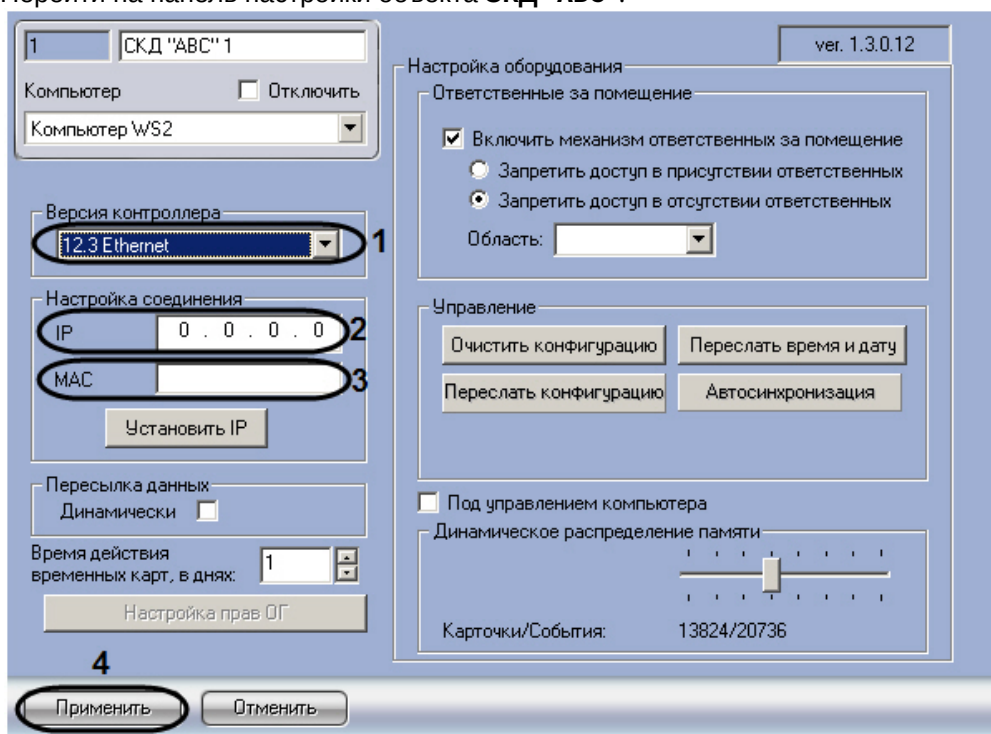 Перейти на панель настройки объекта СКД "ABC".
1 СКД "ABC" 1
Компьютер Отключить
Компьютер WS2
Версия контроллера
12.3 Ethernet 1
Настройка соединения
IP 0 . 0 . 0 . 0 2
MAC 3
Установить IP
Пересылка данных
Динамически
Время действия
временных карт, в днях: 1
Настройка прав ОГ
ver. 1.3.0.12
Настройка оборудования
Ответственные за помещение
Включить механизм ответственных за помещение
Запретить доступ в присутствии ответственных
Запретить доступ в отсутствии ответственных
Область:
Управление
Очистить конфигурацию Переслать время и дату
Переслать конфигурацию Автосинхронизация
Под управлением компьютера
Динамическое распределение памяти
Карточки/События: 13824/20736
4
Применить Отменить